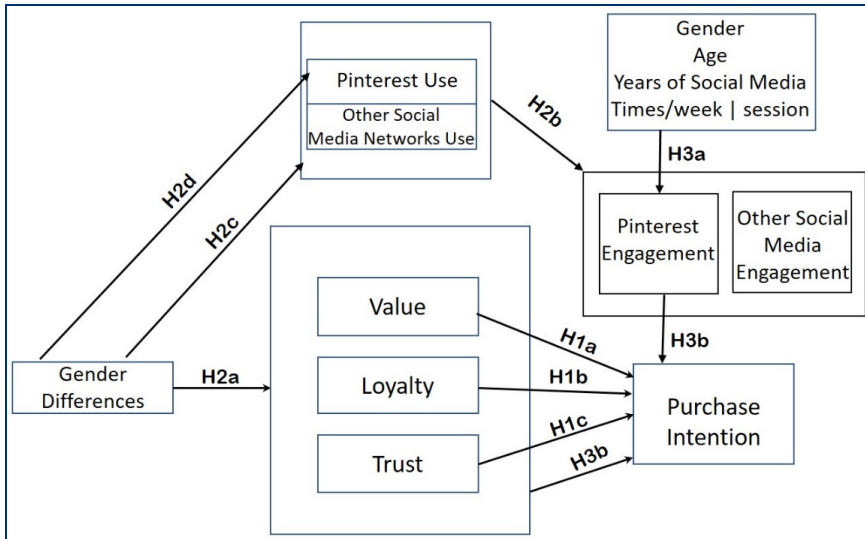 Pinterest Use
Other Social
Media Networks Use
Gender
Age
Years of Social Media
Times/week | session
H2b
H3a
H2d
H2c
Pinterest
Engagement
Other Social
Media
Engagement
Value
H1a
H3b
Gender
Differences
H2a
Loyalty
H1b
Purchase
Intention
Trust
H1c
H3b